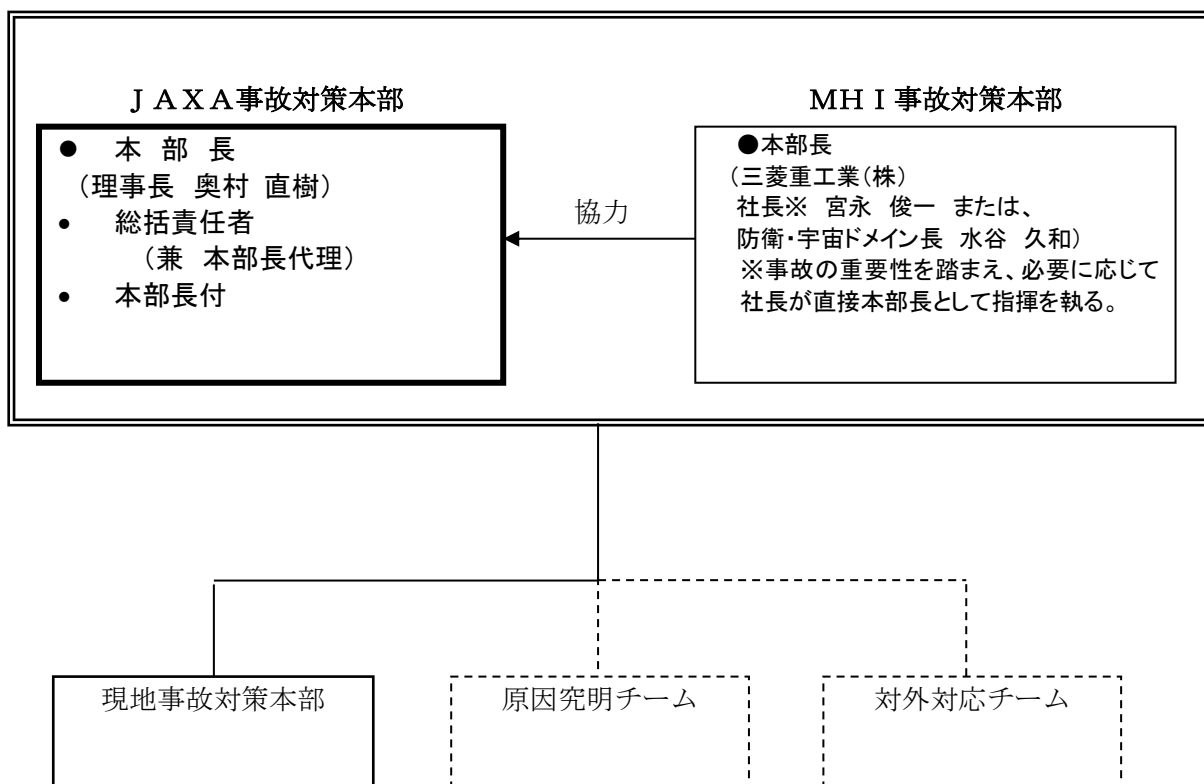 ＪＡＸＡ事故対策本部
● 本 部 長
（理事長 奥村 直樹）
• 総括責任者
（兼 本部長代理）
• 本部長付
協力
ＭＨＩ事故対策本部
●本部長
（三菱重工業（株）
社長※ 宮永 俊一 または、
防衛・宇宙ドメイン長 水谷 久和）
※事故の重要性を踏まえ、必要に応じて
社長が直接本部長として指揮を執る。
現地事故対策本部
原因究明チーム
対外対応チーム